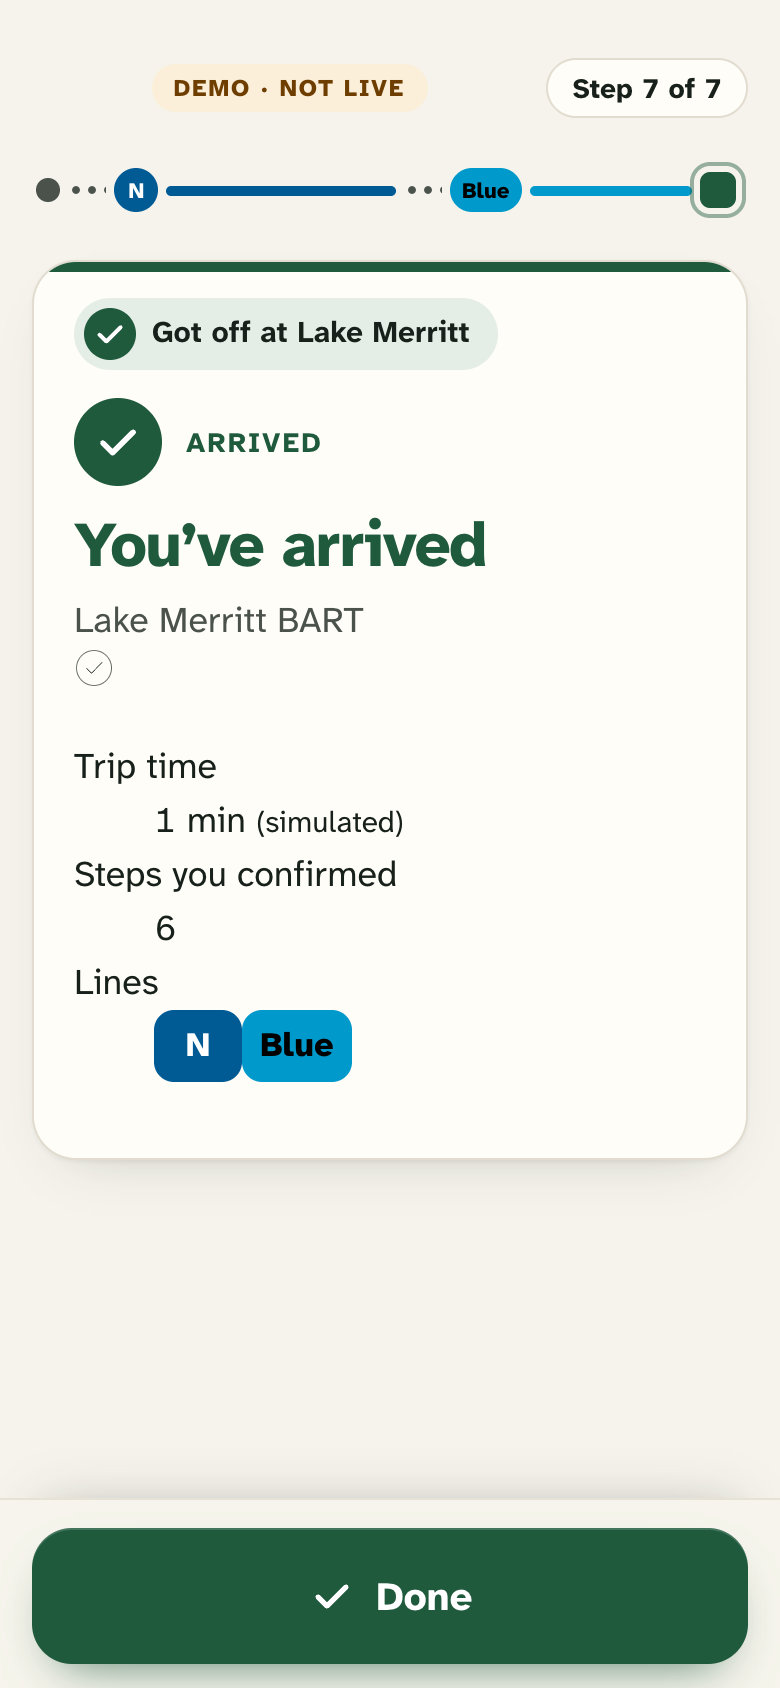 DEMO · NOT LIVE
Step 7 of 7
N
Blue
Got off at Lake Merritt
ARRIVED
You’ve arrived
Lake Merritt BART
Trip time
1 min (simulated)
Steps you confirmed
6
Lines
N Blue
Done